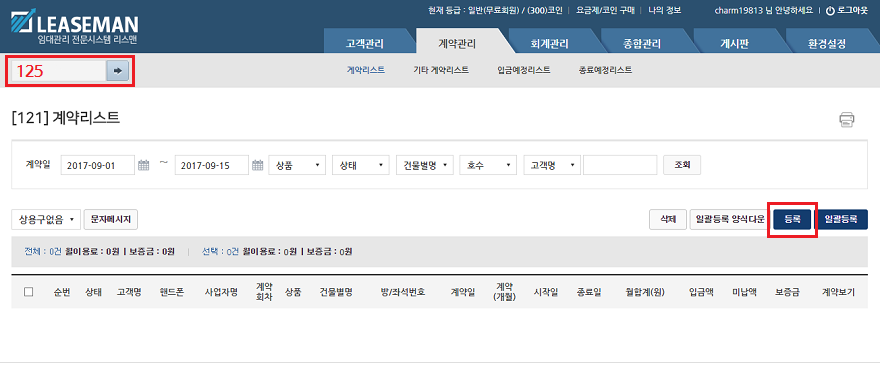 현재 등급 : 일반(무료회원) / (300)코인 | 요금제/코인 구매 | 나의 정보 charm19813 님 안녕하세요 | 로그아웃
LEASEMAN
임대관리 전문시스템 리스맨
고객관리 계약관리 회계관리 종합관리 게시판 환경설정
125
계약리스트 기타 계약리스트 입금예정리스트 종료예정리스트
[121] 계약리스트
계약일 2017-09-01 ~ 2017-09-15 상품 상태 건물별명 호수 고객명 조회
상용구없음 문자메시지 삭제 일괄등록 양식다운 등록 일괄등록
전체 : 0건 월이용료 : 0원 | 보증금 : 0원 | 선택 : 0건 월이용료 : 0원 | 보증금 : 0원
순번 상태 고객명 핸드폰 사업자명 계약회차 상품 건물별명 방/좌석번호 계약일 계약(개월) 시작일 종료일 월합계(원) 입금액 미납액 보증금 계약보기